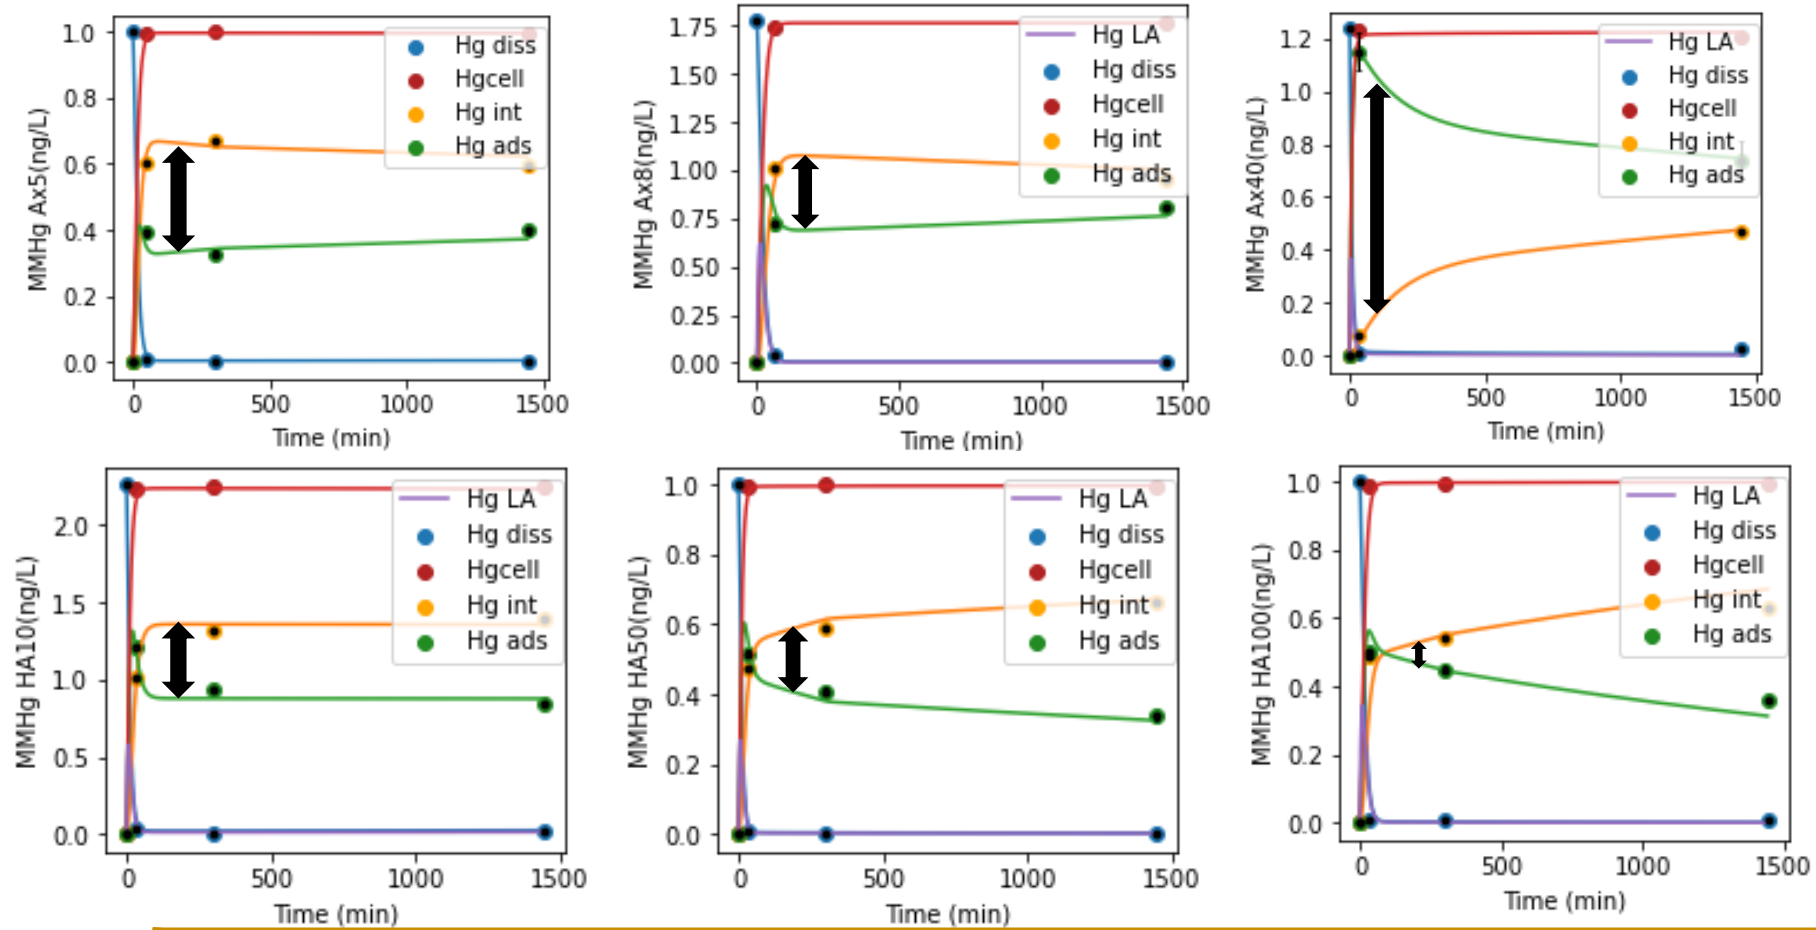 MMHg Ax5(ng/L)
1.0
0.8
0.6
0.4
0.2
0.0
Hg diss
Hgcell
Hg int
Hg ads
0 500 1000 1500
Time (min)
MMHg Ax8(ng/L)
1.75
1.50
1.25
1.00
0.75
0.50
0.25
0.00
Hg LA
Hg diss
Hgcell
Hg int
Hg ads
0 500 1000 1500
Time (min)
MMHg Ax40(ng/L)
1.2
1.0
0.8
0.6
0.4
0.2
0.0
Hg LA
Hg diss
Hgcell
Hg int
Hg ads
0 500 1000 1500
Time (min)
MMHg HA10(ng/L)
2.0
1.5
1.0
0.5
0.0
Hg LA
Hg diss
Hgcell
Hg int
Hg ads
0 500 1000 1500
Time (min)
MMHg HA50(ng/L)
1.0
0.8
0.6
0.4
0.2
0.0
Hg LA
Hg diss
Hgcell
Hg int
Hg ads
0 500 1000 1500
Time (min)
MMHg HA100(ng/L)
1.0
0.8
0.6
0.4
0.2
0.0
Hg LA
Hg diss
Hgcell
Hg int
Hg ads
0 500 1000 1500
Time (min)